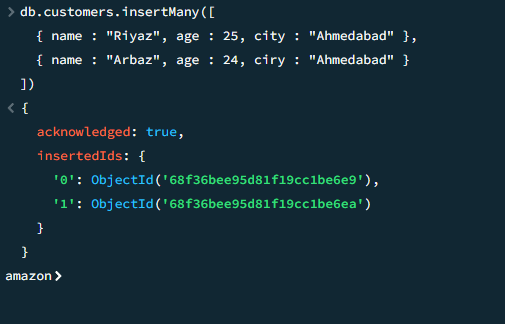 > db.customers.insertMany([
{ name : "Riyaz", age : 25, city : "Ahmedabad" },
{ name : "Arbaz", age : 24, ciry : "Ahmedabad" }
])
< {
acknowledged: true,
insertedIds: {
'0': ObjectId('68f36bee95d81f19cc1be6e9'),
'1': ObjectId('68f36bee95d81f19cc1be6ea')
}
}
amazon>